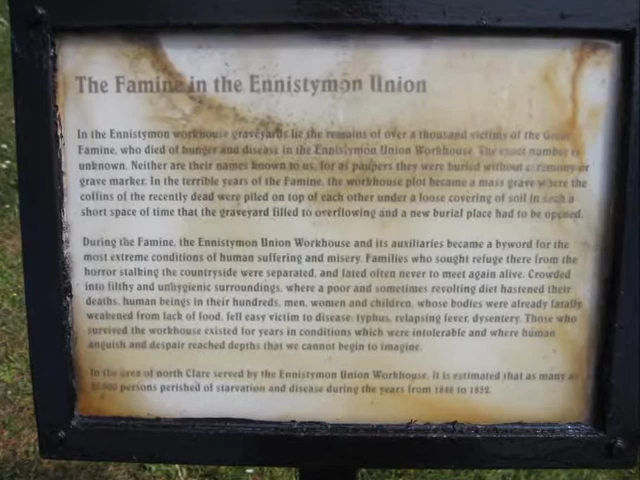 The Famine in the Ennistymon Union
In the Ennistymon workhouse graveyards lie the remains of over a thousand victims of the Great
Famine, who died of hunger and disease in the Ennistymon Union Workhouse. The exact number is
unknown. Neither are their names known to us, for as paupers they were buried without ceremony or
grave marker. In the terrible years of the Famine, the workhouse plot became a mass grave where the
coffins of the recently dead were piled on top of each other under a loose covering of soil in such a
short space of time that the graveyard filled to overflowing and a new burial place had to be opened.
During the Famine, the Ennistymon Union Workhouse and its auxiliaries became a byword for the
most extreme conditions of human suffering and misery. Families who sought refuge there from the
horror stalking the countryside were separated, and fated often never to meet again alive. Crowded
into filthy and unhygienic surroundings, where a poor and sometimes revolting diet hastened their
deaths, human beings in their hundreds, men, women and children, whose bodies were already fatally
weakened from lack of food, fell easy victim to disease: typhus, relapsing fever, dysentery. Those who
survived the workhouse existed for years in conditions which were intolerable and where human
anguish and despair reached depths that we cannot begin to imagine.
In the area of north Clare served by the Ennistymon Union Workhouse, it is estimated that as many as
persons perished of starvation and disease during the years from 1846 to 1852.